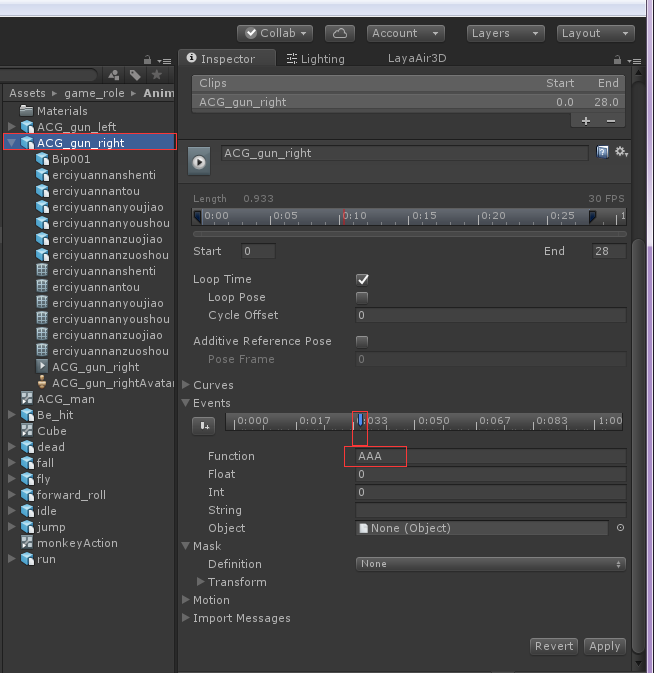 Collab
Account
Layers
Layout
Inspector
Lighting
LayaAir3D
Assets
game_role
Anim
Materials
ACG_gun_left
ACG_gun_right
Bip001
erciyuannanshenti
erciyuannantou
erciyuannanyoujiao
erciyuannanyoushou
erciyuannanzuojiao
erciyuannanzuoshou
erciyuannanshenti
erciyuannantou
erciyuannanyoujiao
erciyuannanyoushou
erciyuannanzuojiao
erciyuannanzuoshou
ACG_gun_right
ACG_gun_rightAvatar
ACG_man
Be_hit
Cube
dead
fall
fly
forward_roll
idle
jump
monkeyAction
run
Clips Start End
ACG_gun_right 0.0 28.0
+ −
ACG_gun_right
Length 0.933 30 FPS
0:00 0:05 0:10 0:15 0:20 0:25 1
Start 0 End 28
Loop Time
Loop Pose
Cycle Offset 0
Additive Reference Pose
Pose Frame 0
Curves
Events
0:000 0:017 0:033 0:050 0:067 0:083 1:00
Function AAA
Float 0
Int 0
String
Object None (Object)
Mask
Definition None
Transform
Motion
Import Messages
Revert Apply